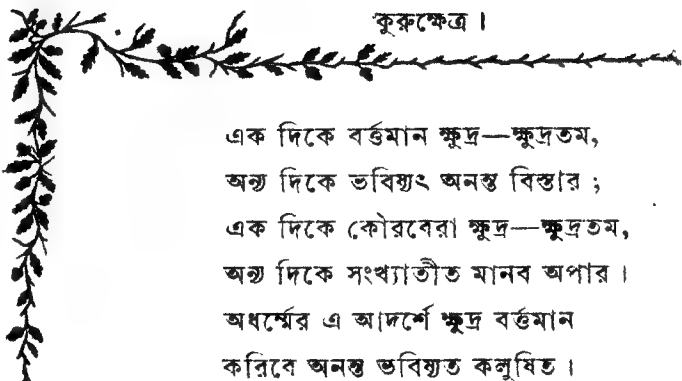 কুরুক্ষেত্র।
এক দিকে বর্ত্তমান ক্ষুদ্র—ক্ষুদ্রতম,
অন্য দিকে ভবিষ্যৎ অনন্ত বিস্তার ;
এক দিকে কৌরবেরা ক্ষুদ্র—ক্ষুদ্রতম,
অন্য দিকে সংখ্যাতীত মানব অপার।
অধর্ম্মের এ আদর্শে ক্ষুদ্র বর্ত্তমান
করিবে অনন্ত ভবিষ্যত কলুষিত।